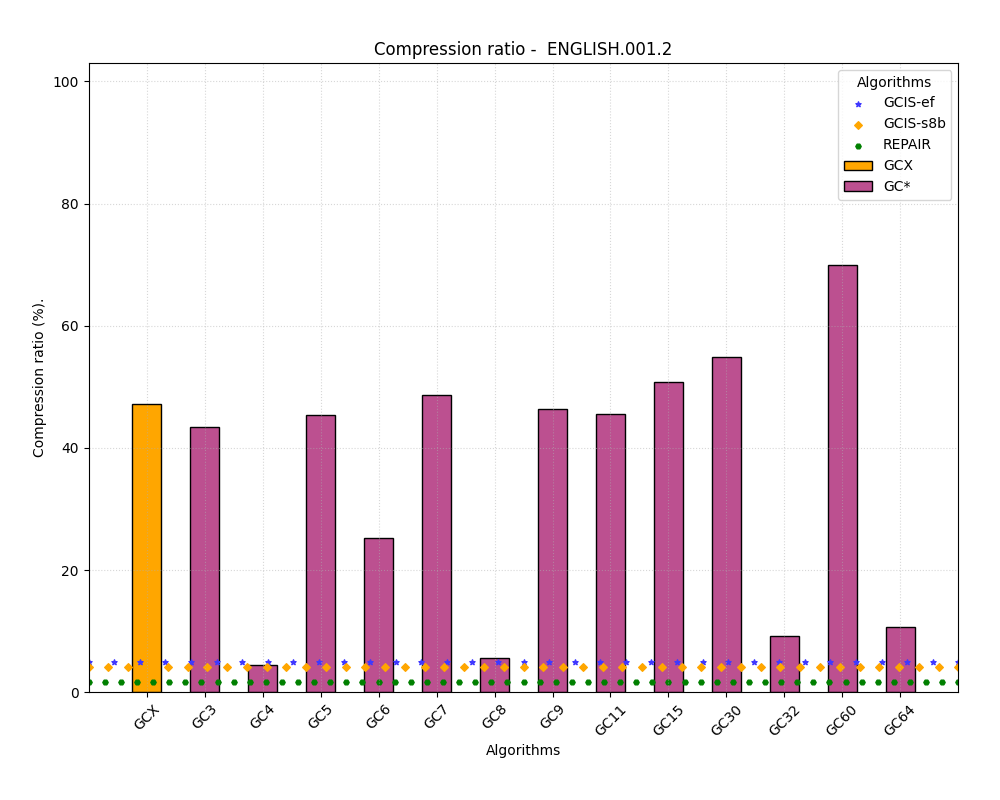 Compression ratio -  ENGLISH.001.2
Algorithms
GCIS-ef
GCIS-s8b
REPAIR
GCX
GC*
Compression ratio (%).
100
80
60
40
20
0
GCX GC3 GC4 GC5 GC6 GC7 GC8 GC9 GC11 GC15 GC30 GC32 GC60 GC64
Algorithms